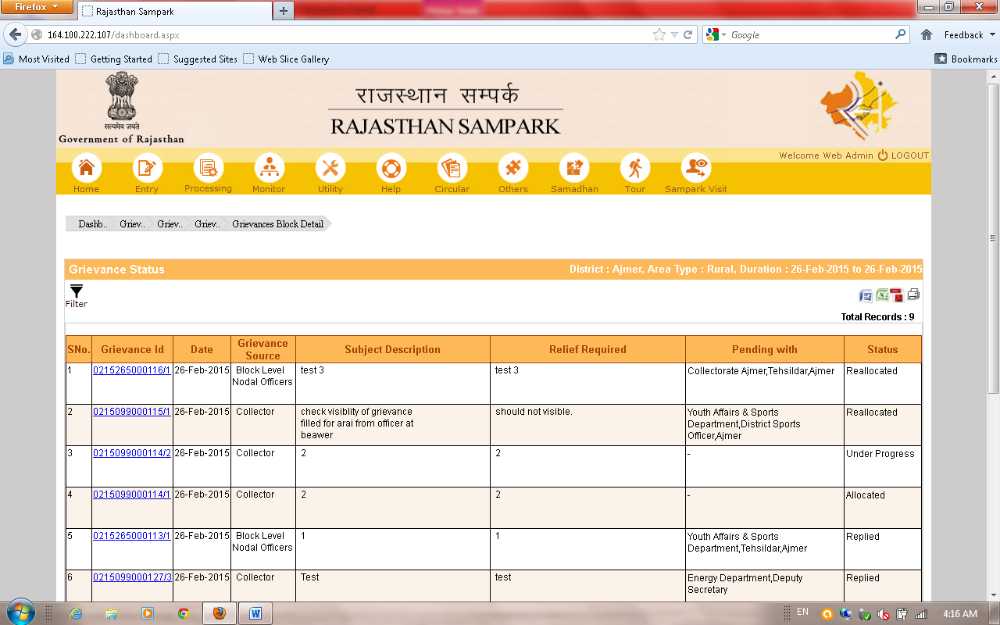 Firefox
Rajasthan Sampark
164.100.222.107/dashboard.aspx
Google
Feedback
Most Visited Getting Started Suggested Sites Web Slice Gallery
Bookmarks
सत्यमेव जयते
Government of Rajasthan
राजस्थान सम्पर्क
RAJASTHAN SAMPARK
Welcome Web Admin LOGOUT
Home Entry Processing Monitor Utility Help Circular Others Samadhan Tour Sampark Visit
Dashb.. Griev.. Griev.. Griev.. Grievances Block Detail
Grievance Status District : Ajmer, Area Type : Rural, Duration : 26-Feb-2015 to 26-Feb-2015
Filter
Total Records : 9
SNo. Grievance Id Date Grievance Source Subject Description Relief Required Pending with Status
1 0215265000116/1 26-Feb-2015 Block Level Nodal Officers test 3 test 3 Collectorate Ajmer,Tehsildar,Ajmer Reallocated
2 0215099000115/1 26-Feb-2015 Collector check visiblity of grievance filled for arai from officer at beawer should not visible. Youth Affairs & Sports Department,District Sports Officer,Ajmer Reallocated
3 0215099000114/2 26-Feb-2015 Collector 2 2 - Under Progress
4 0215099000114/1 26-Feb-2015 Collector 2 2 - Allocated
5 0215265000113/1 26-Feb-2015 Block Level Nodal Officers 1 1 Youth Affairs & Sports Department,Tehsildar,Ajmer Replied
6 0215099000127/3 26-Feb-2015 Collector Test test Energy Department,Deputy Secretary Replied
EN
4:16 AM